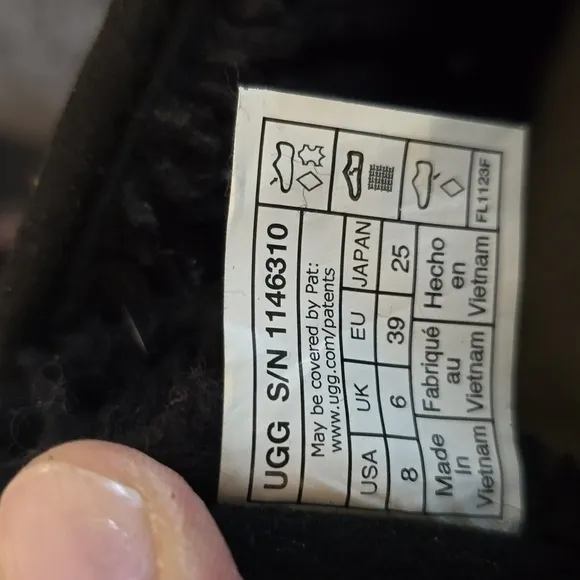 UGG S/N 1146310
May be covered by Pat:
www.ugg.com/patents
USA UK EU JAPAN
8 6 39 25
Made In Vietnam
Fabriqué au Vietnam
Hecho en Vietnam
FL1123F